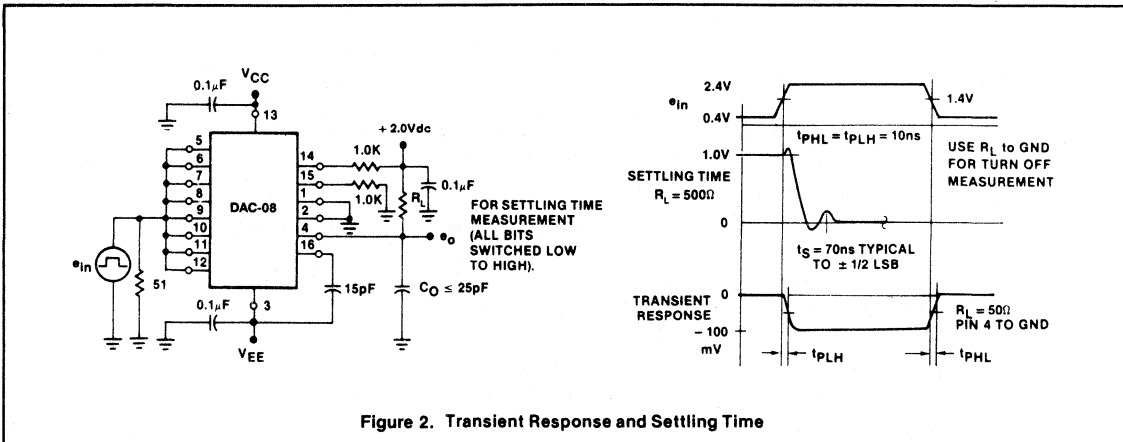 0.1μF
VCC
13
5
6
7
8
9
10
11
12
DAC-08
14
15
1
2
4
16
3
1.0K
1.0K
+ 2.0Vdc
RL
0.1μF
FOR SETTLING TIME
MEASUREMENT
(ALL BITS
SWITCHED LOW
TO HIGH).
eo
ein
51
0.1μF
VEE
15pF
CO ≤ 25pF
2.4V
ein
0.4V
1.4V
tPHL = tPLH = 10ns
USE RL to GND
FOR TURN OFF
MEASUREMENT
1.0V
SETTLING TIME
RL = 500Ω
0
tS = 70ns TYPICAL
TO ± 1/2 LSB
TRANSIENT
RESPONSE
0
- 100
mV
RL = 50Ω
PIN 4 TO GND
tPLH
tPHL
Figure 2. Transient Response and Settling Time